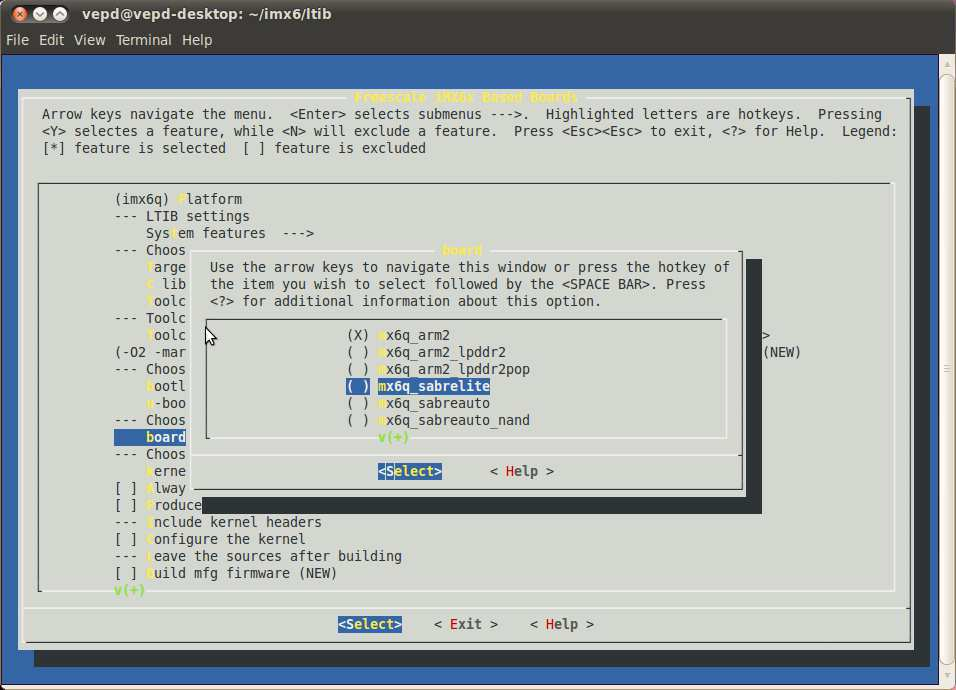 vepd@vepd-desktop: ~/imx6/ltib
File Edit View Terminal Help
Freescale iMX6x Based Boards
Arrow keys navigate the menu. <Enter> selects submenus --->. Highlighted letters are hotkeys. Pressing
<Y> selectes a feature, while <N> will exclude a feature. Press <Esc><Esc> to exit, <?> for Help. Legend:
[*] feature is selected [ ] feature is excluded
(imx6q) Platform
--- LTIB settings
System features --->
--- Choos
board
Targe
Use the arrow keys to navigate this window or press the hotkey of
C lib
the item you wish to select followed by the <SPACE BAR>. Press
Toolc
<?> for additional information about this option.
--- Toolc
Toolc
(X) mx6q_arm2
>
(-O2 -mar
( ) mx6q_arm2_lpddr2
(NEW)
--- Choos
( ) mx6q_arm2_lpddr2pop
bootl
( ) mx6q_sabrelite
u-boo
( ) mx6q_sabreauto
--- Choos
( ) mx6q_sabreauto_nand
board
v(+)
--- Choos
kerne
<Select> < Help >
[ ] Alway
[ ] Produce
--- Include kernel headers
[ ] Configure the kernel
--- Leave the sources after building
[ ] Build mfg firmware (NEW)
v(+)
<Select> < Exit > < Help >